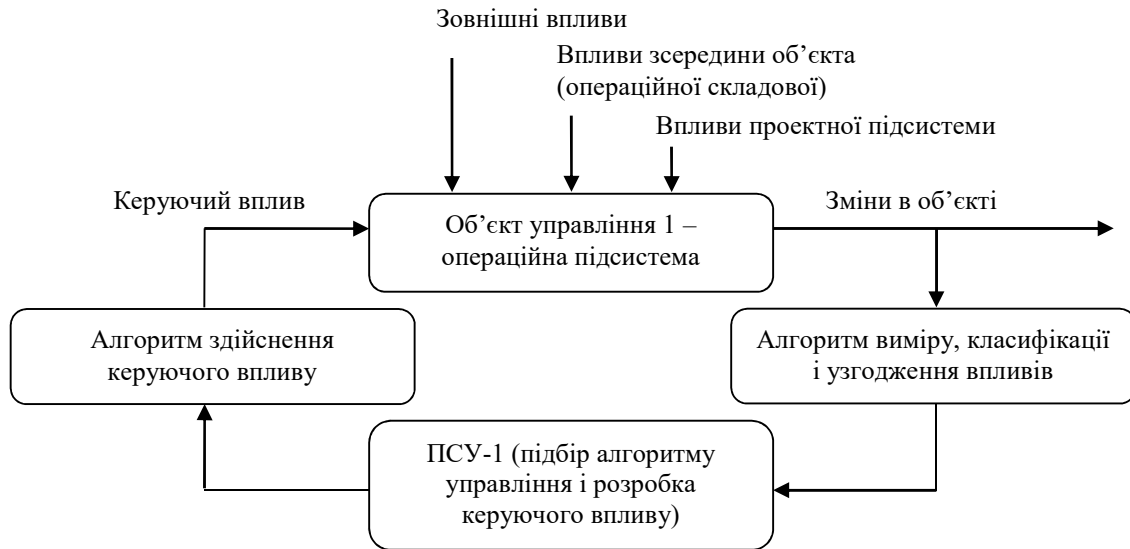 Зовнішні впливи
Впливи зсередини об’єкта
(операційної складової)
Впливи проектної підсистеми
Керуючий вплив
Зміни в об’єкті
Об’єкт управління 1 –
операційна підсистема
Алгоритм здійснення
керуючого впливу
Алгоритм виміру, класифікації
і узгодження впливів
ПСУ-1 (підбір алгоритму
управління і розробка
керуючого впливу)